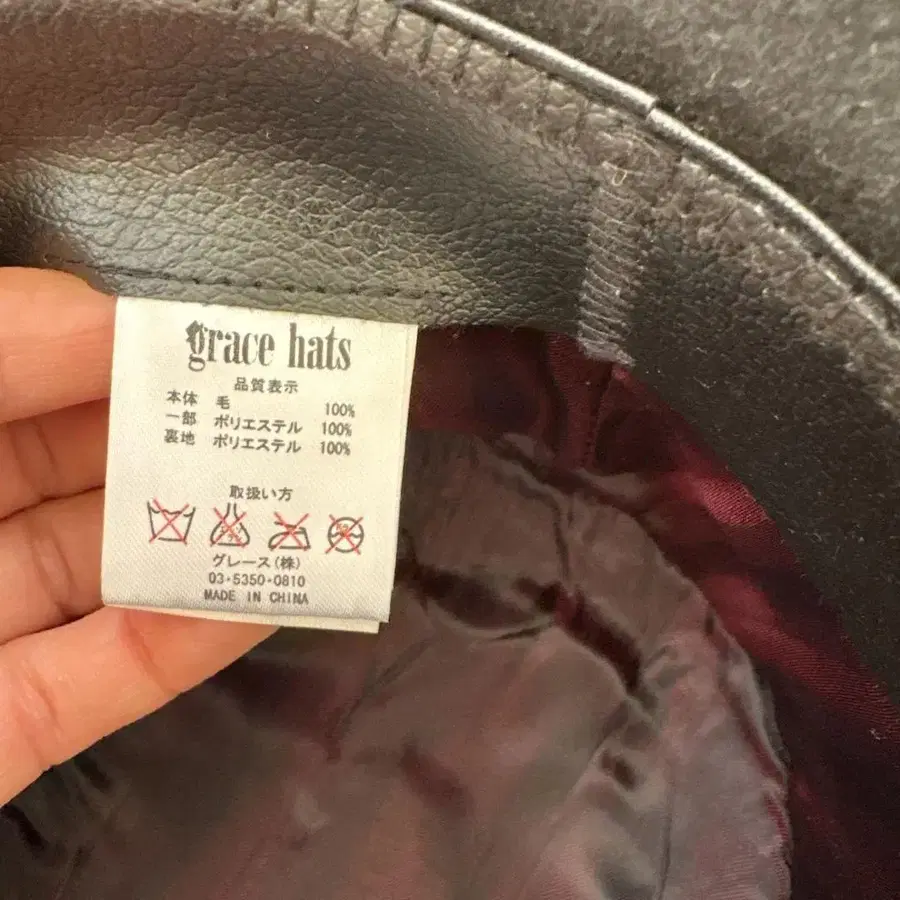 grace hats
品質表示
本体 毛 100%
一部 ポリエステル 100%
裏地 ポリエステル 100%
取扱い方
グレース(株)
03・5350・0810
MADE IN CHINA